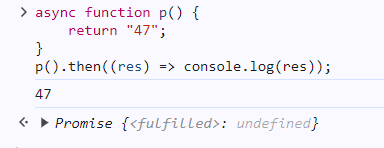 > async function p() {
    return "47";
}
p().then((res) => console.log(res));
47
Promise {<fulfilled>: undefined}